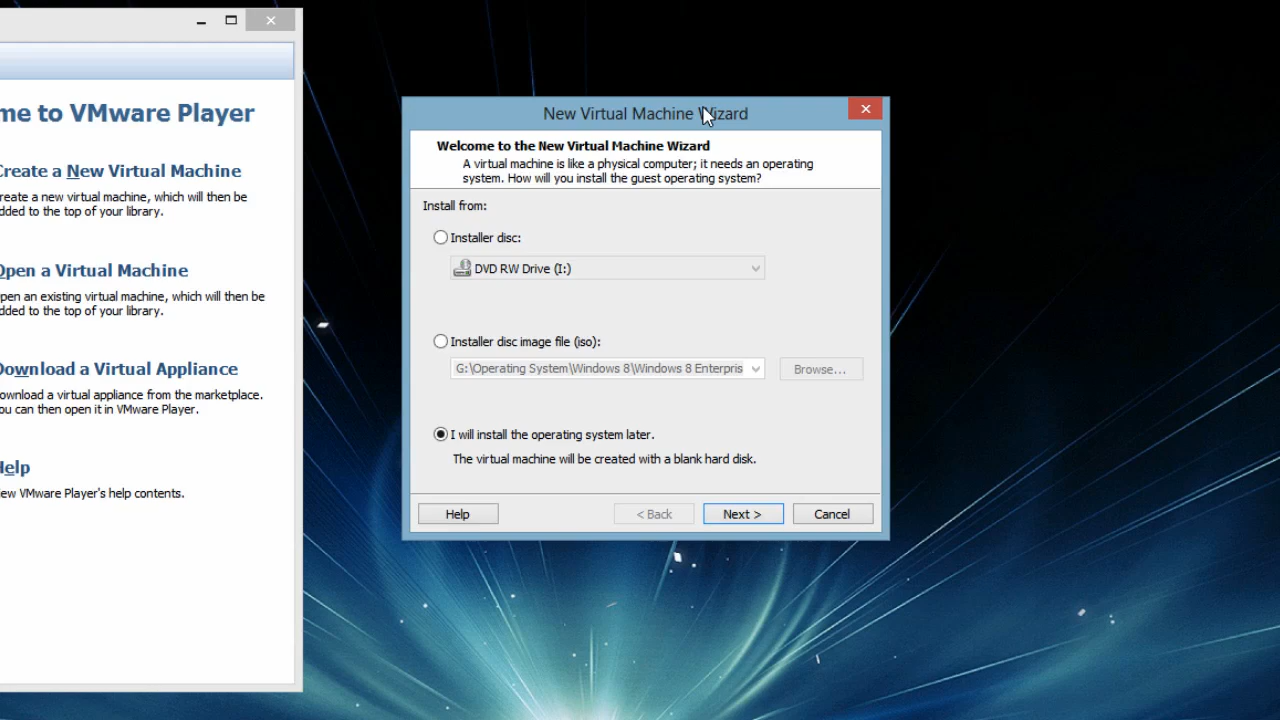 me to VMware Player
Create a New Virtual Machine
reate a new virtual machine, which will then be
dded to the top of your library.
Open a Virtual Machine
pen an existing virtual machine, which will then be
dded to the top of your library.
Download a Virtual Appliance
ownload a virtual appliance from the marketplace.
ou can then open it in VMware Player.
Help
iew VMware Player's help contents.
New Virtual Machine Wizard
Welcome to the New Virtual Machine Wizard
A virtual machine is like a physical computer; it needs an operating
system. How will you install the guest operating system?
Install from:
Installer disc:
DVD RW Drive (I:)
Installer disc image file (iso):
G:\Operating System\Windows 8\Windows 8 Enterpris
Browse...
I will install the operating system later.
The virtual machine will be created with a blank hard disk.
Help
< Back
Next >
Cancel